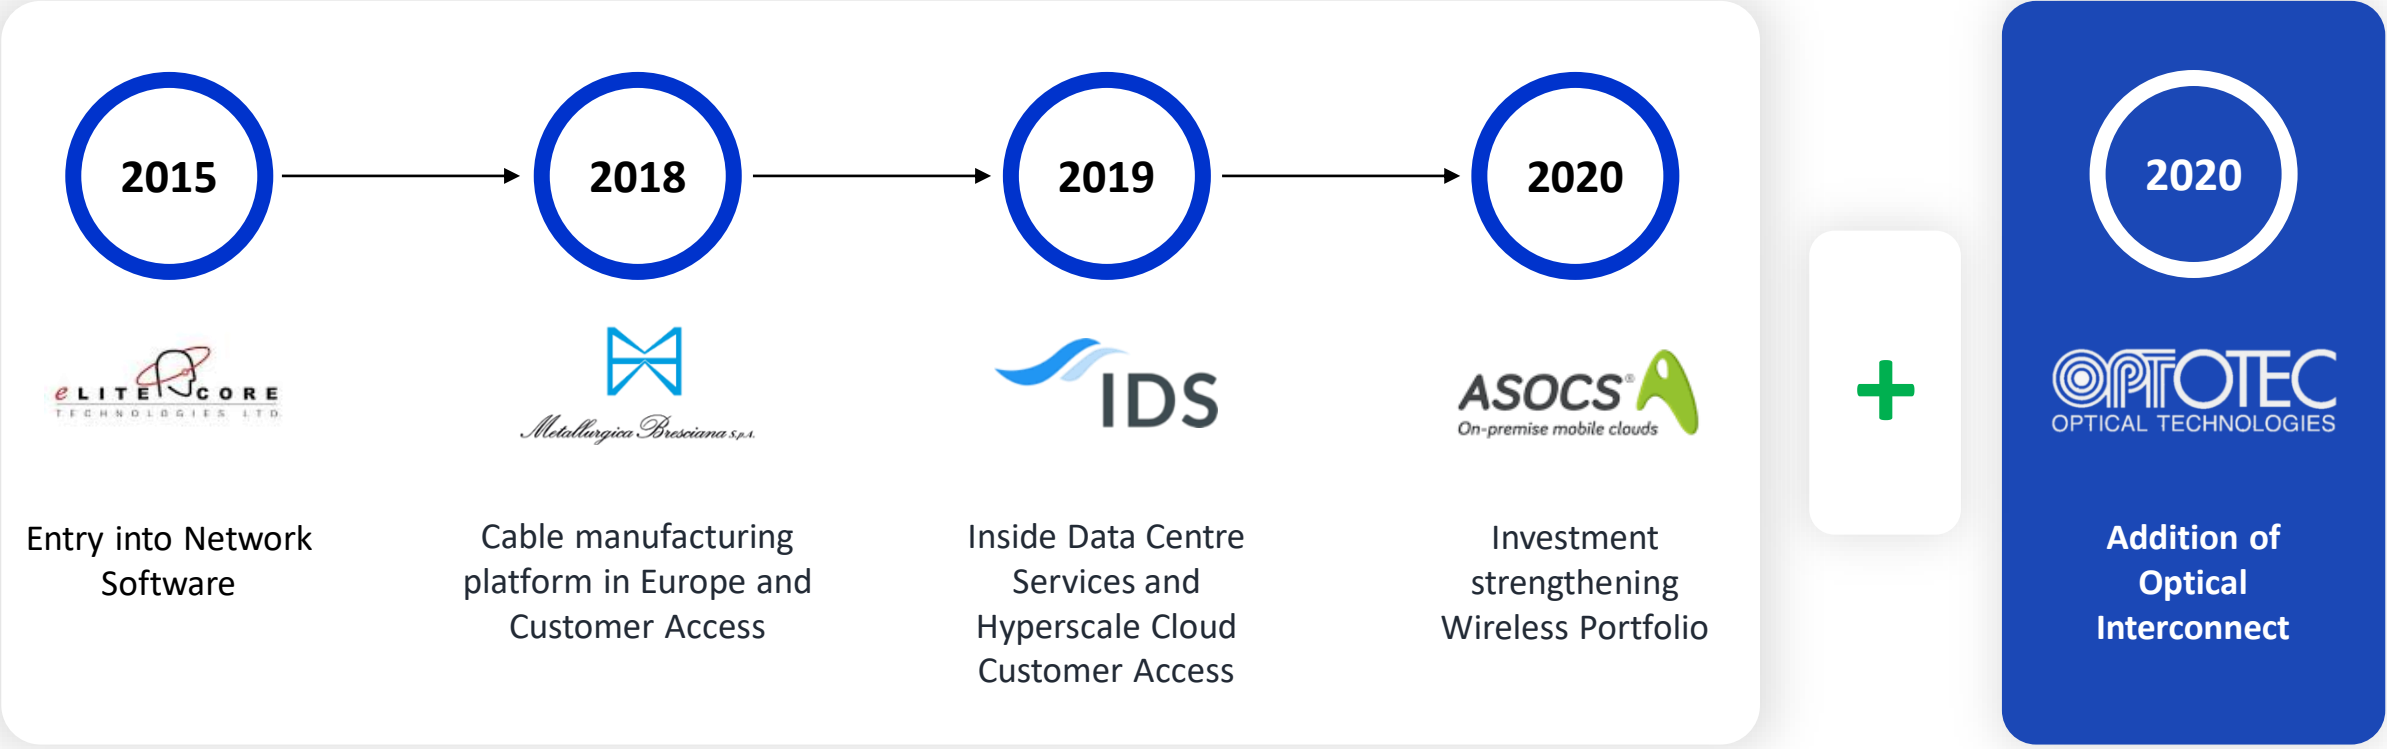 2015
2018
2019
2020
2020
eLITECORE
TECHNOLOGIES LTD.
Metallurgica Bresciana S.p.A.
IDS
ASOCS®
On-premise mobile clouds
OPTOTEC
OPTICAL TECHNOLOGIES
+
Entry into Network
Software
Cable manufacturing
platform in Europe and
Customer Access
Inside Data Centre
Services and
Hyperscale Cloud
Customer Access
Investment
strengthening
Wireless Portfolio
Addition of
Optical
Interconnect